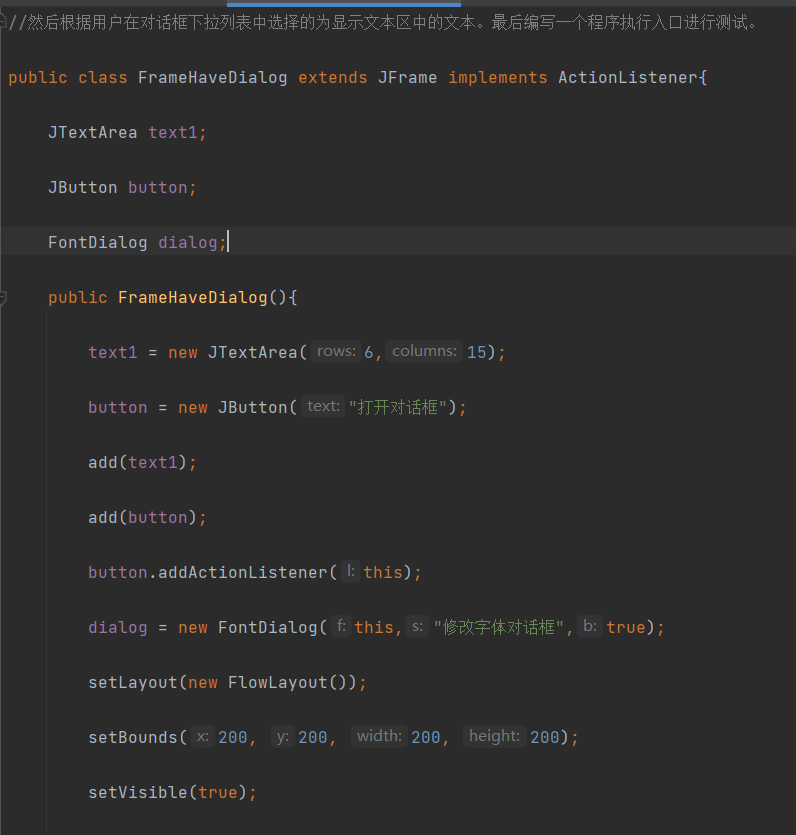 //然后根据用户在对话框下拉列表中选择的为显示文本区中的文本。最后编写一个程序执行入口进行测试。
public class FrameHaveDialog extends JFrame implements ActionListener{
JTextArea text1;
JButton button;
FontDialog dialog;
public FrameHaveDialog(){
text1 = new JTextArea( rows: 6, columns: 15);
button = new JButton( text: "打开对话框");
add(text1);
add(button);
button.addActionListener( l: this);
dialog = new FontDialog( f: this, s: "修改字体对话框", b: true);
setLayout(new FlowLayout());
setBounds( x: 200, y: 200, width: 200, height: 200);
setVisible(true);